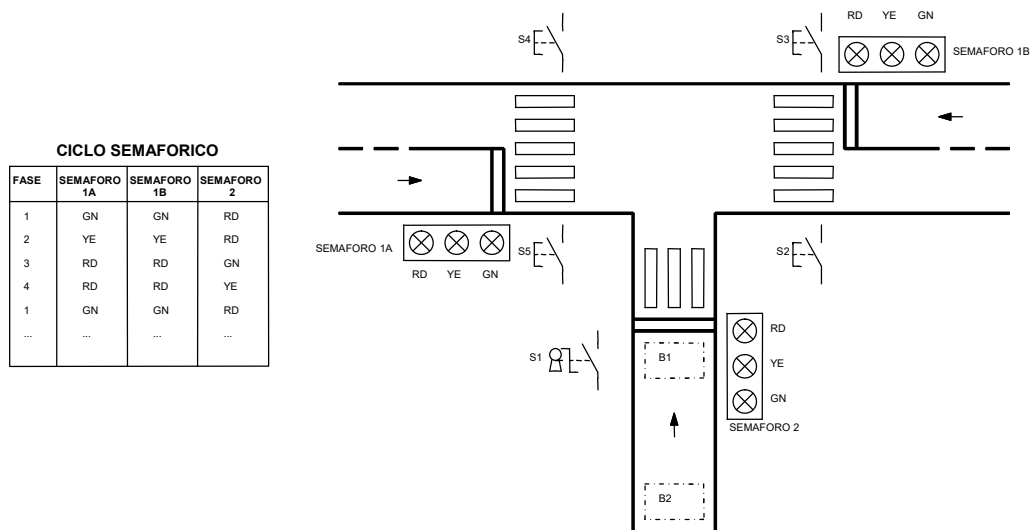 CICLO SEMAFORICO
FASE SEMAFORO 1A SEMAFORO 1B SEMAFORO 2
1 GN GN RD
2 YE YE RD
3 RD RD GN
4 RD RD YE
1 GN GN RD
... ... ... ...
S4
S3
RD YE GN
SEMAFORO 1B
SEMAFORO 1A
RD YE GN
S5
S2
S1
B1
RD
YE
GN
SEMAFORO 2
B2